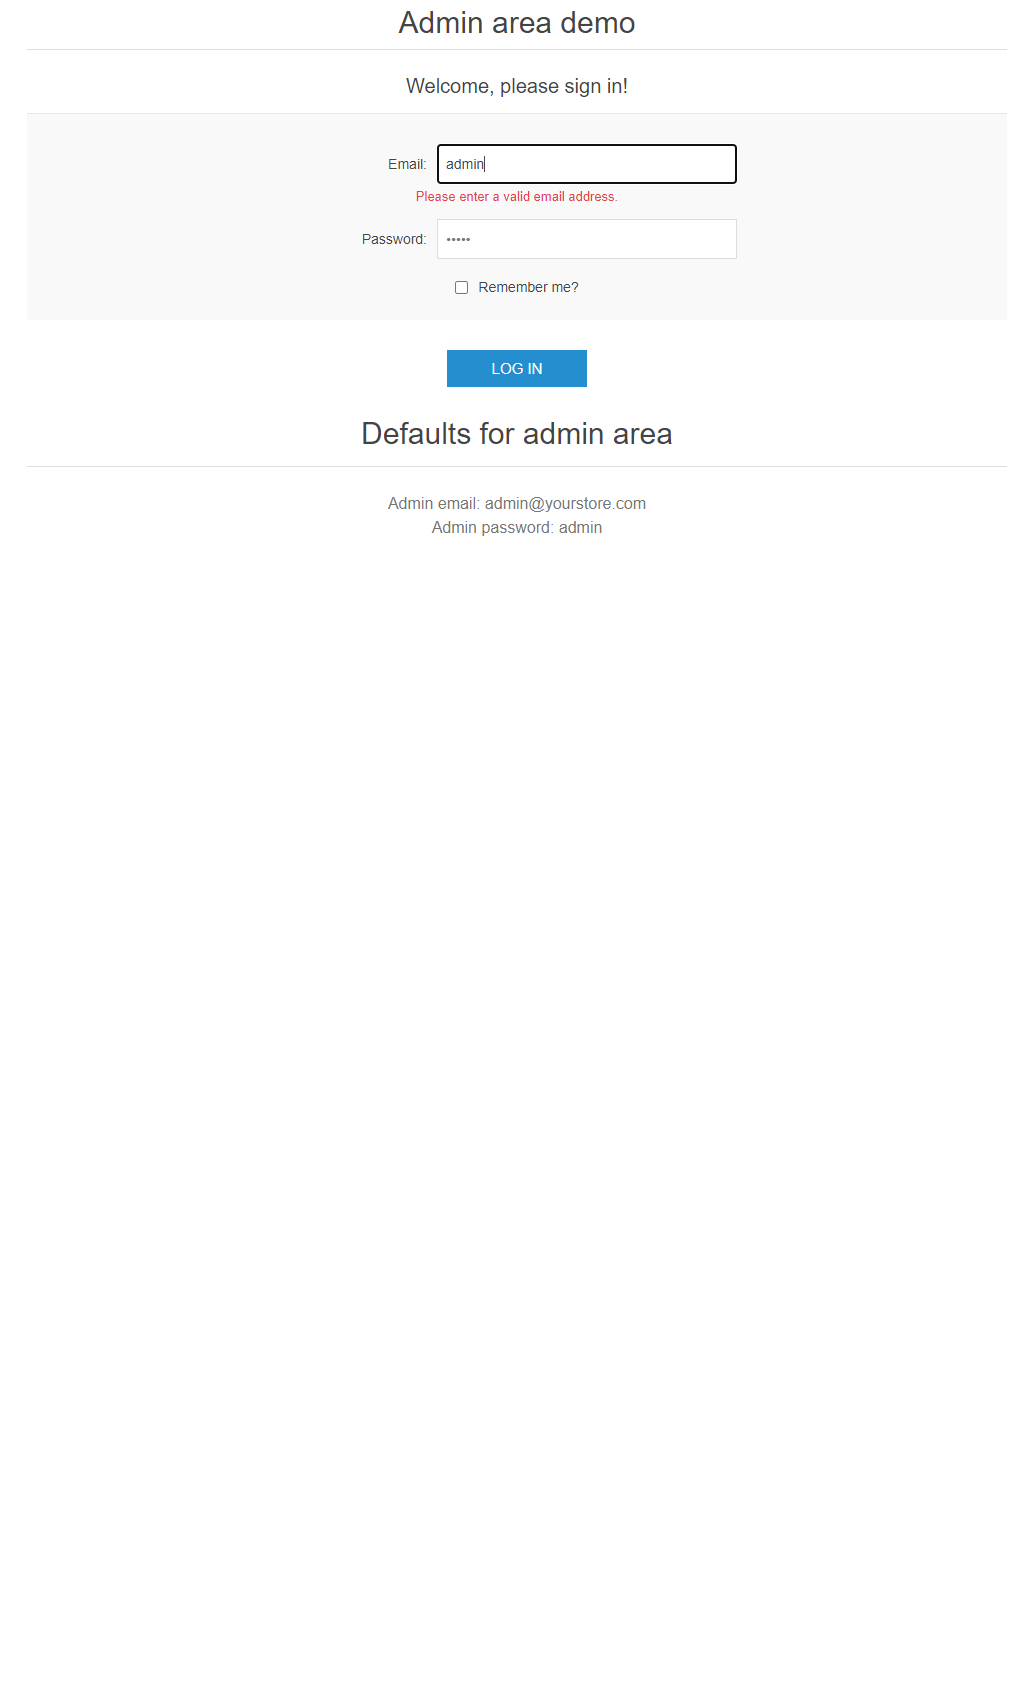 Admin area demo
Welcome, please sign in!
Email: admin
Please enter a valid email address.
Password: •••••
Remember me?
LOG IN
Defaults for admin area
Admin email: admin@yourstore.com
Admin password: admin